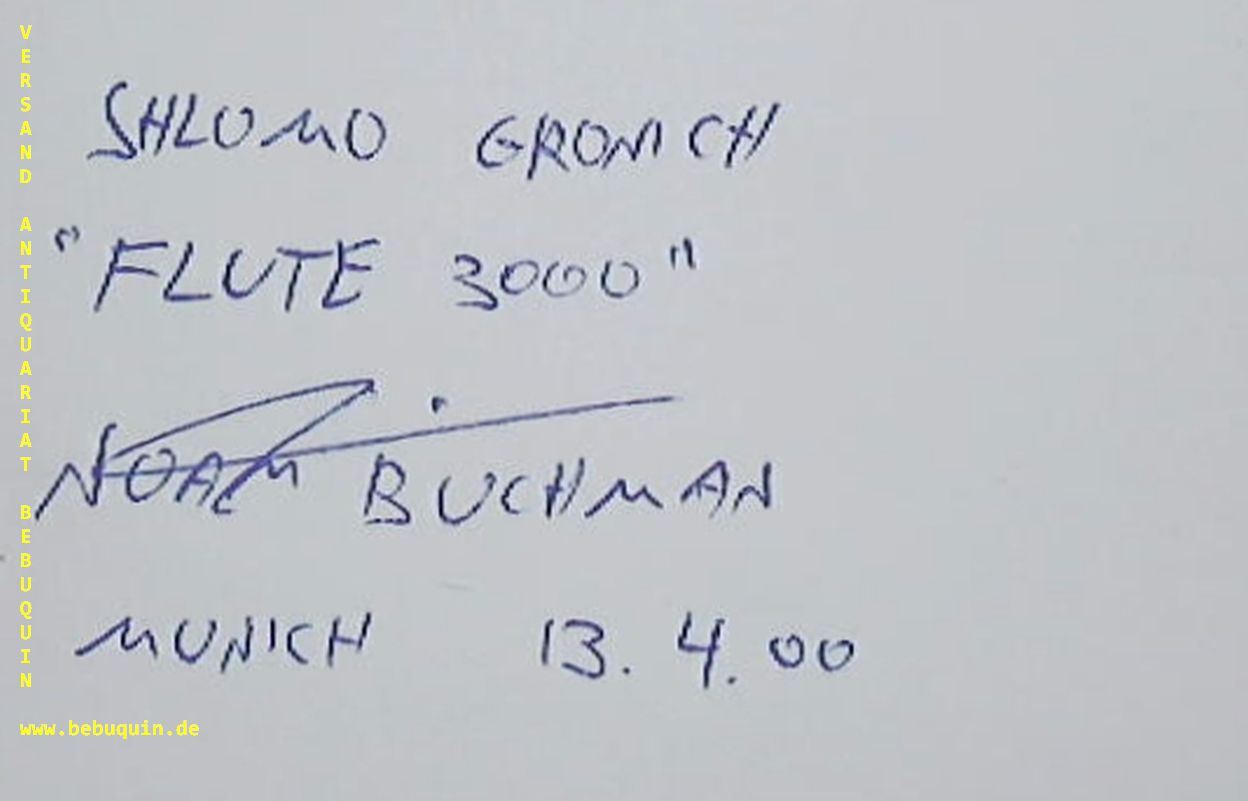 SHLOMO GRONICH
"FLUTE 3000"
NOAM BUCHMAN
MUNICH 13. 4. 00
VERSAND ANTIQUARIAT BEBUQUIN
www.bebuquin.de